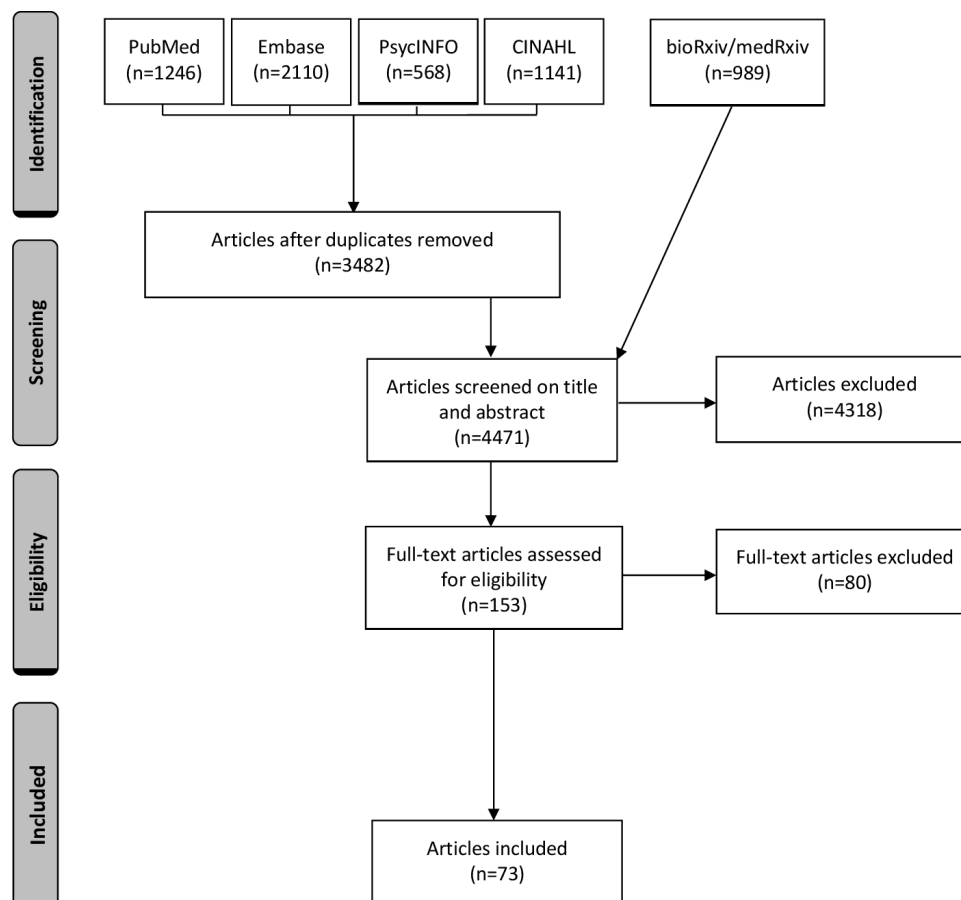 Identification
PubMed
(n=1246)
Embase
(n=2110)
PsycINFO
(n=568)
CINAHL
(n=1141)
bioRxiv/medRxiv
(n=989)
Articles after duplicates removed
(n=3482)
Screening
Articles screened on title
and abstract
(n=4471)
Articles excluded
(n=4318)
Eligibility
Full-text articles assessed
for eligibility
(n=153)
Full-text articles excluded
(n=80)
Included
Articles included
(n=73)